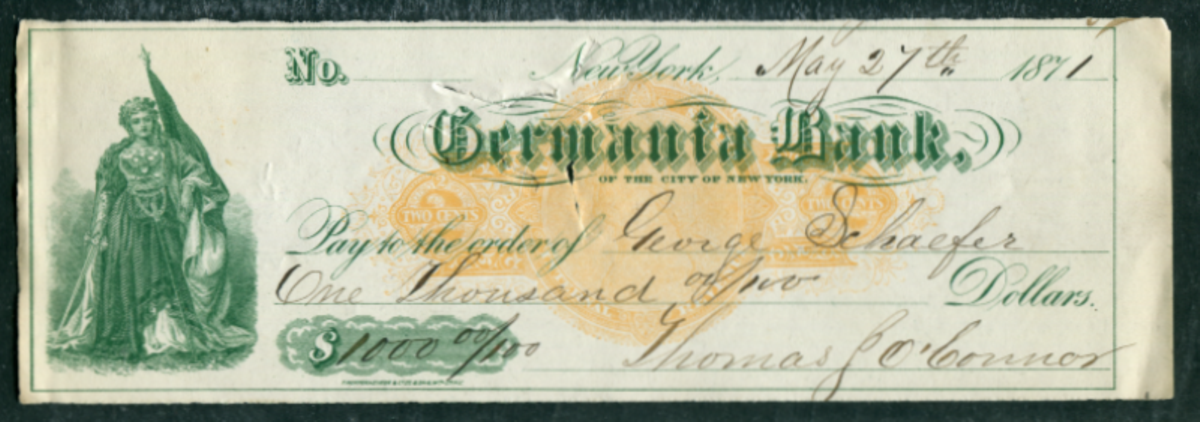 No. New York, May 27th 1871
Germania Bank,
OF THE CITY OF NEW YORK.
TWO CENTS TWO CENTS
Pay to the order of George Schaefer
One Thousand 00/100 Dollars.
$1000 00/100 Thomas J O'Connor